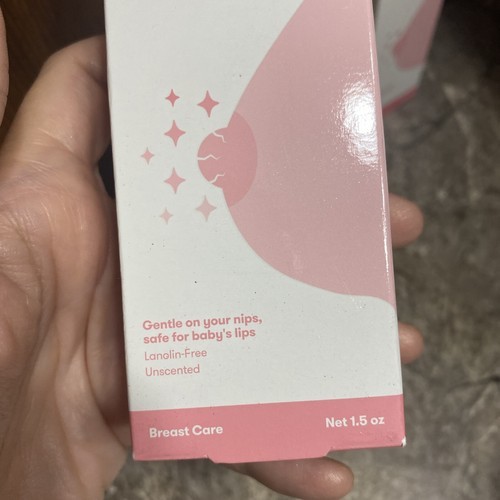 Gentle on your nips,
safe for baby's lips
Lanolin-Free
Unscented
Breast Care
Net 1.5 oz